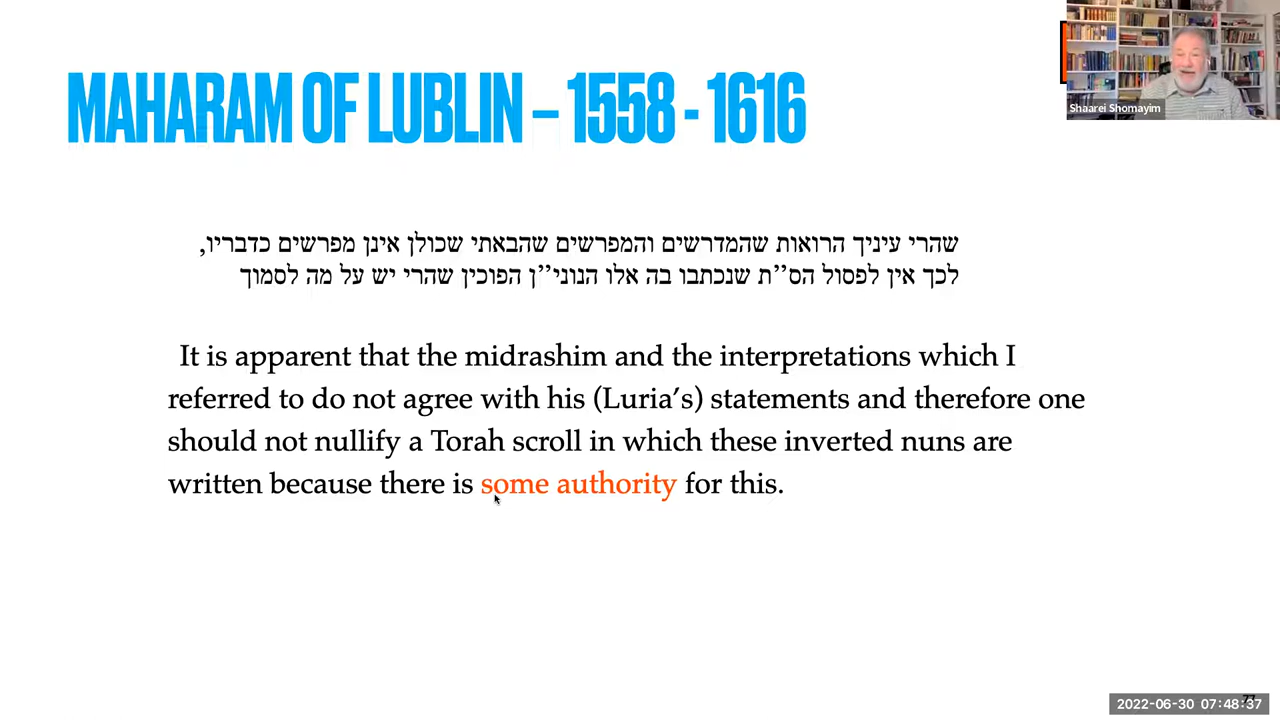 MAHARAM OF LUBLIN – 1558 - 1616
Shaarei Shomayim
שהרי עיניך הרואות שהמדרשים והמפרשים שהבאתי שכולן אינן מפרשים כדבריו,
לכך אין לפסול הס’’ת שנכתבו בה אלו הנוני’’ן הפוכין שהרי יש על מה לסמוך
It is apparent that the midrashim and the interpretations which I
referred to do not agree with his (Luria’s) statements and therefore one
should not nullify a Torah scroll in which these inverted nuns are
written because there is some authority for this.
2022-06-30 07:48:37